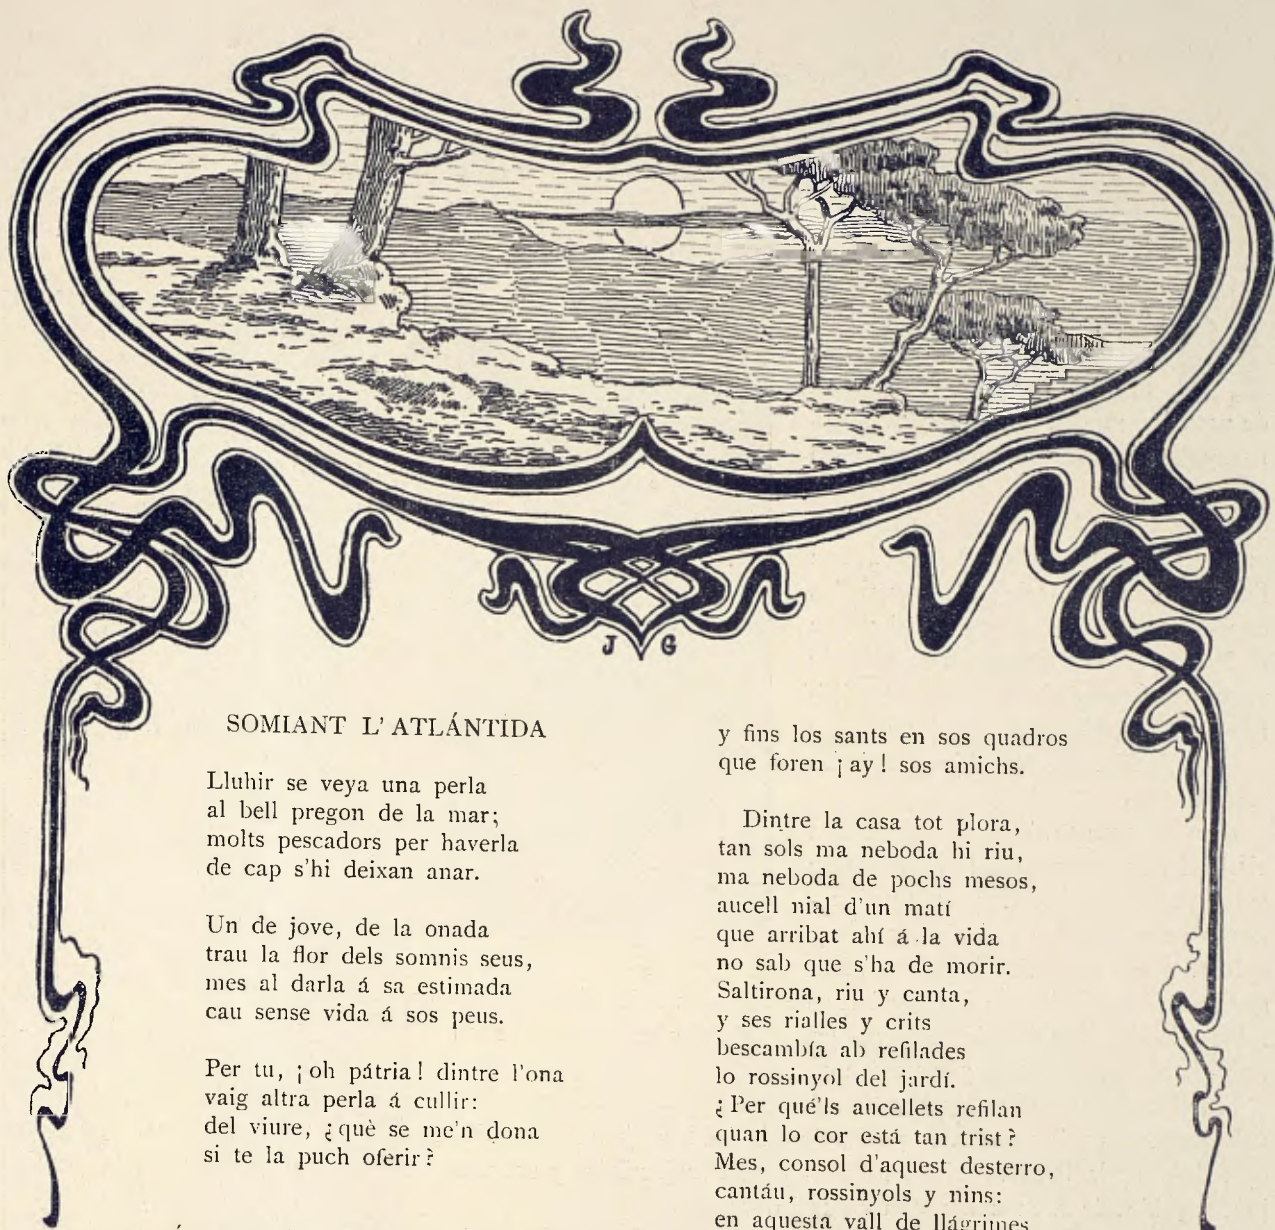 J G
SOMIANT L'ATLÁNTIDA
Lluhir se veya una perla
al bell pregon de la mar;
molts pescadors per haverla
de cap s'hi deixan anar.
Un de jove, de la onada
trau la flor dels somnis seus,
mes al darla á sa estimada
cau sense vida á sos peus.
Per tu, ¡oh pátria! dintre l'ona
vaig altra perla á cullir:
del viure, ¿què se me'n dona
si te la puch oferir?
y fins los sants en sos quadros
que foren ¡ay! sos amichs.
Dintre la casa tot plora,
tan sols ma neboda hi riu,
ma neboda de pochs mesos,
aucell nial d'un matí
que arribat ahí á la vida
no sab que s'ha de morir.
Saltirona, riu y canta,
y ses rialles y crits
bescambía ab refilades
lo rossinyol del jardí.
¿Per qué'ls aucellets refilan
quan lo cor está tan trist?
Mes, consol d'aquest desterro,
cantáu, rossinyols y nins:
en aquesta vall de llágrimes